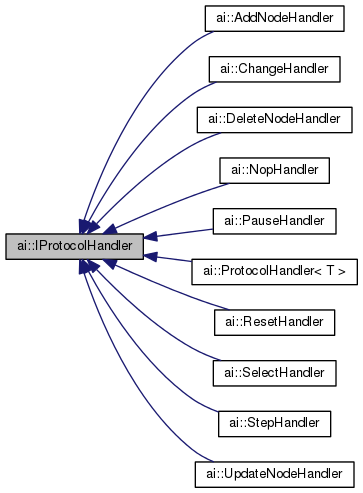 ai::AddNodeHandler
ai::ChangeHandler
ai::DeleteNodeHandler
ai::NopHandler
ai::PauseHandler
ai::IProtocolHandler
ai::ProtocolHandler< T >
ai::ResetHandler
ai::SelectHandler
ai::StepHandler
ai::UpdateNodeHandler